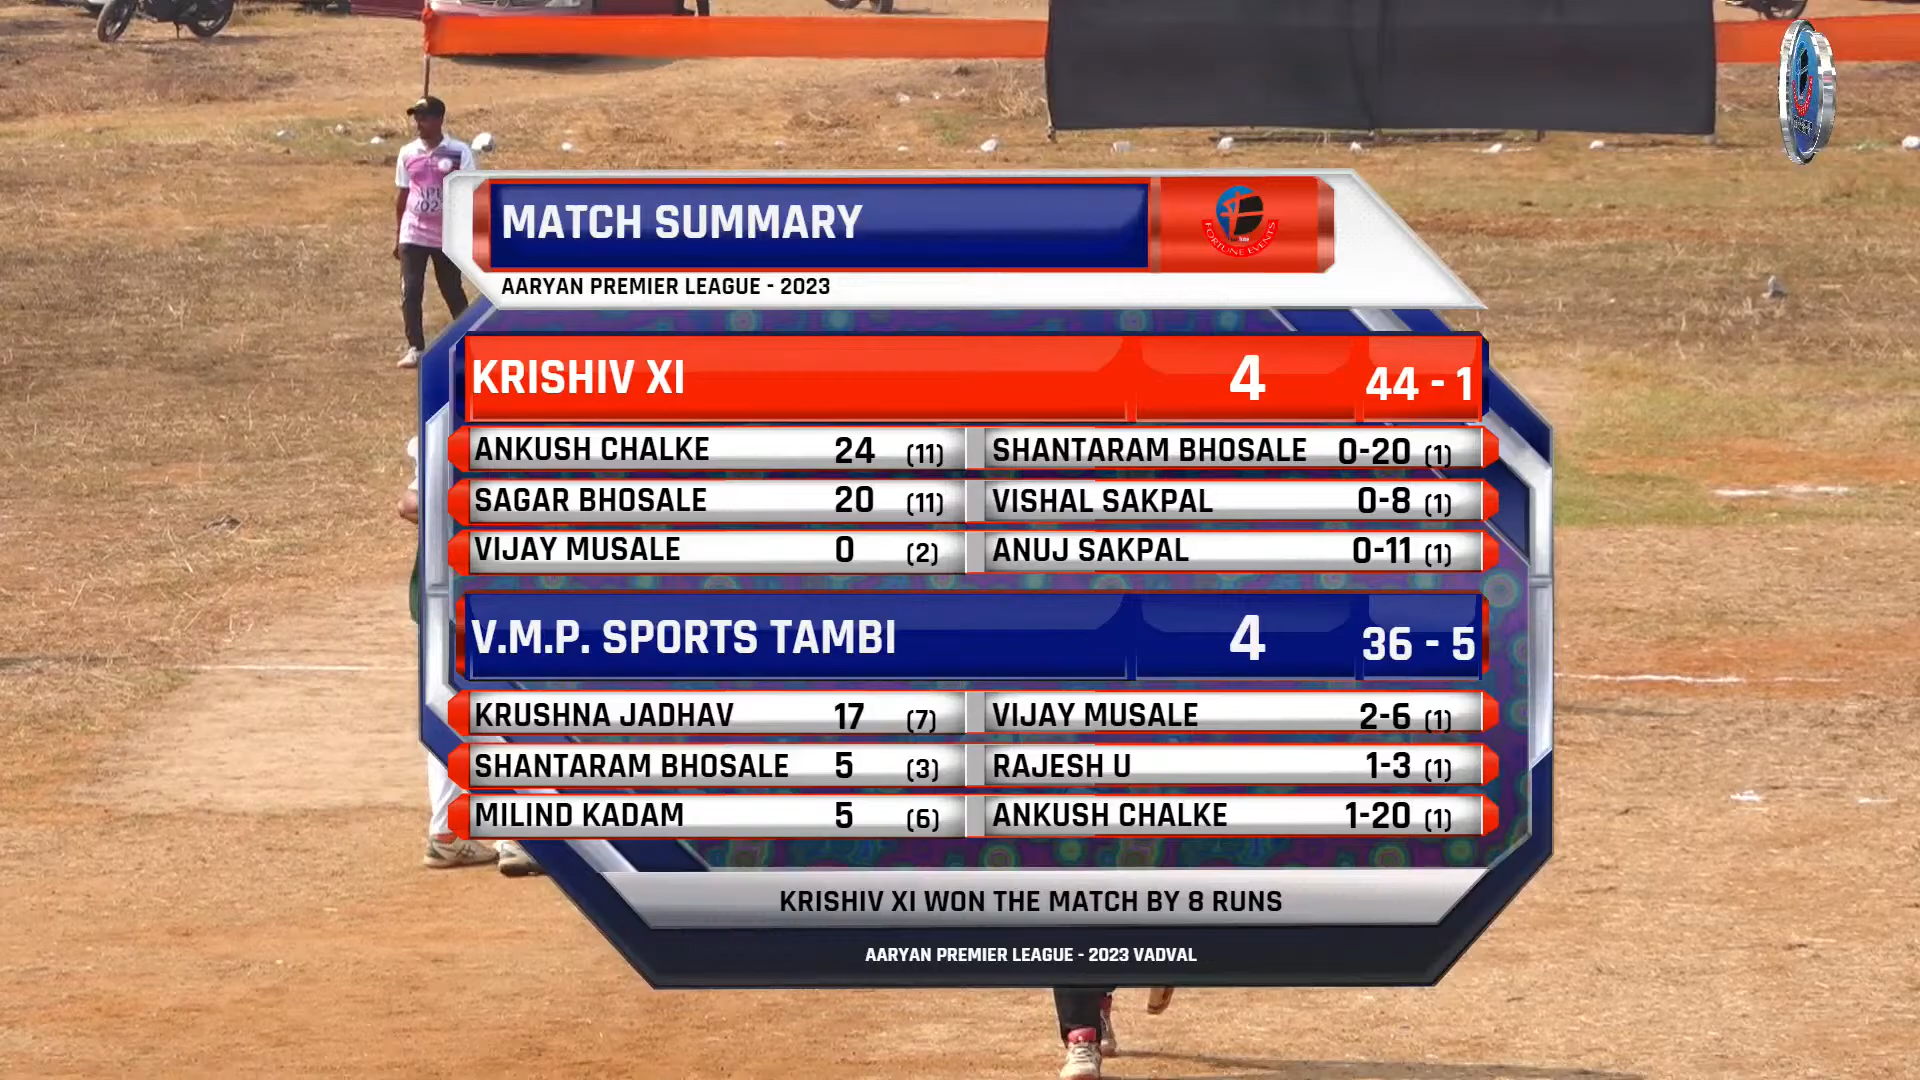 MATCH SUMMARY
FORTUNE EVENTS
AARYAN PREMIER LEAGUE - 2023
KRISHIV XI 4 44 - 1
ANKUSH CHALKE 24 (11) SHANTARAM BHOSALE 0-20 (1)
SAGAR BHOSALE 20 (11) VISHAL SAKPAL 0-8 (1)
VIJAY MUSALE 0 (2) ANUJ SAKPAL 0-11 (1)
V.M.P. SPORTS TAMBI 4 36 - 5
KRUSHNA JADHAV 17 (7) VIJAY MUSALE 2-6 (1)
SHANTARAM BHOSALE 5 (3) RAJESH U 1-3 (1)
MILIND KADAM 5 (6) ANKUSH CHALKE 1-20 (1)
KRISHIV XI WON THE MATCH BY 8 RUNS
AARYAN PREMIER LEAGUE - 2023 VADVAL